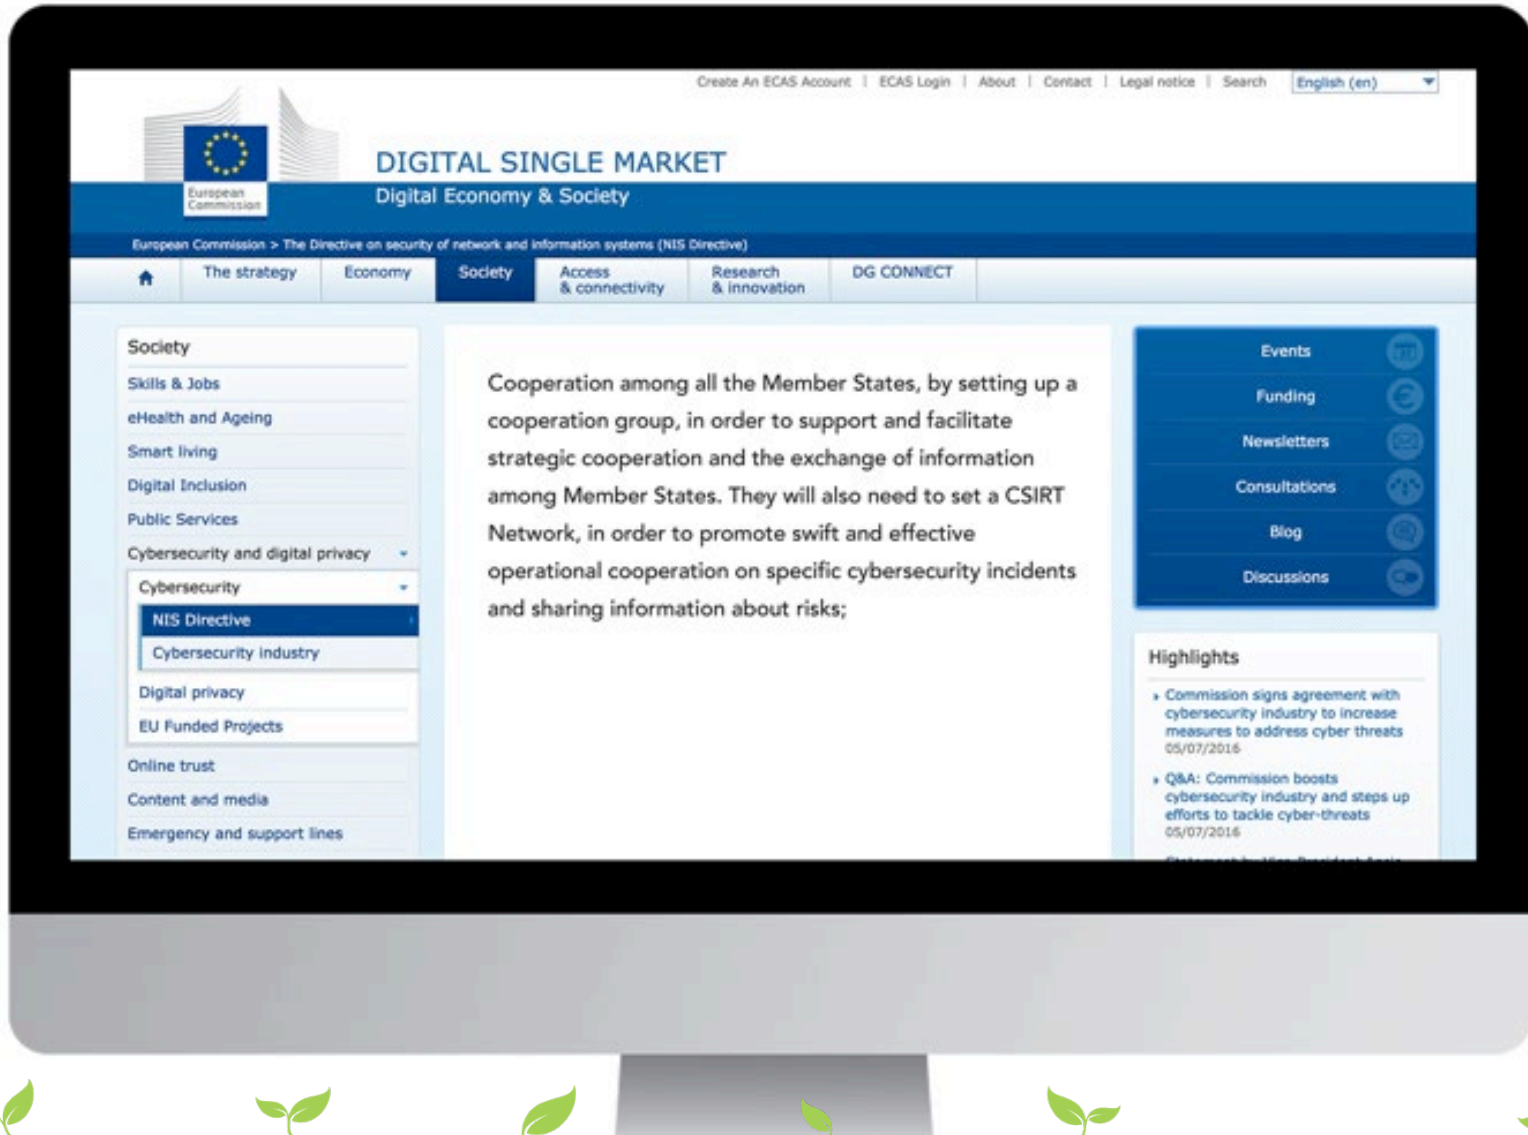 Create An ECAS Account | ECAS Login | About | Contact | Legal notice | Search
English (en)
European
Commission
DIGITAL SINGLE MARKET
Digital Economy & Society
European Commission > The Directive on security of network and information systems (NIS Directive)
The strategy
Economy
Society
Access
& connectivity
Research
& innovation
DG CONNECT
Society
Skills & Jobs
eHealth and Ageing
Smart living
Digital Inclusion
Public Services
Cybersecurity and digital privacy
Cybersecurity
NIS Directive
Cybersecurity industry
Digital privacy
EU Funded Projects
Online trust
Content and media
Emergency and support lines
Cooperation among all the Member States, by setting up a
cooperation group, in order to support and facilitate
strategic cooperation and the exchange of information
among Member States. They will also need to set a CSIRT
Network, in order to promote swift and effective
operational cooperation on specific cybersecurity incidents
and sharing information about risks;
Events
Funding
Newsletters
Consultations
Blog
Discussions
Highlights
Commission signs agreement with
cybersecurity industry to increase
measures to address cyber threats
05/07/2016
Q&A: Commission boosts
cybersecurity industry and steps up
efforts to tackle cyber-threats
05/07/2016